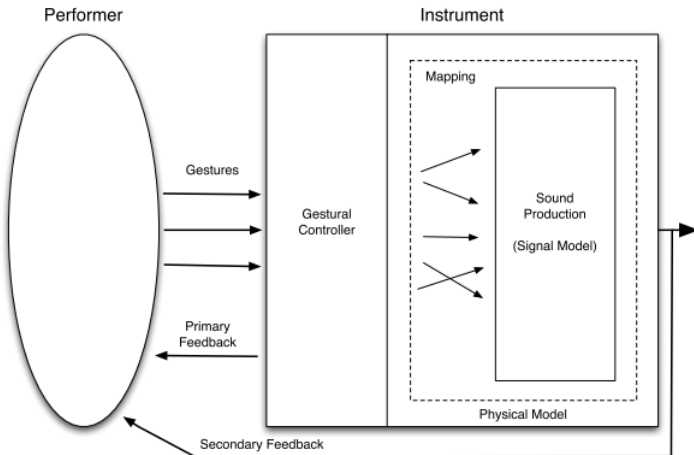 Performer
Instrument
Mapping
Gestures
Gestural
Controller
Sound
Production
(Signal Model)
Primary
Feedback
Physical Model
Secondary Feedback